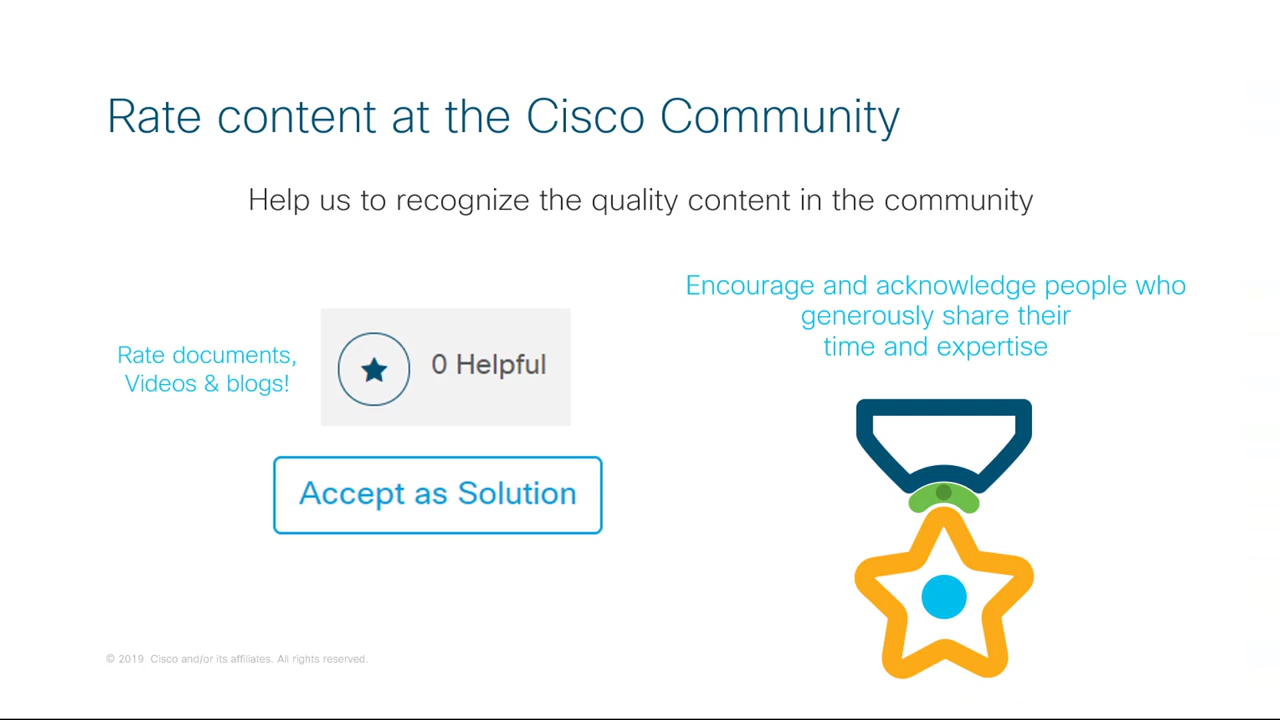 Rate content at the Cisco Community
Help us to recognize the quality content in the community
Rate documents,
Videos & blogs!
0 Helpful
Accept as Solution
Encourage and acknowledge people who
generously share their
time and expertise
© 2019 Cisco and/or its affiliates. All rights reserved.